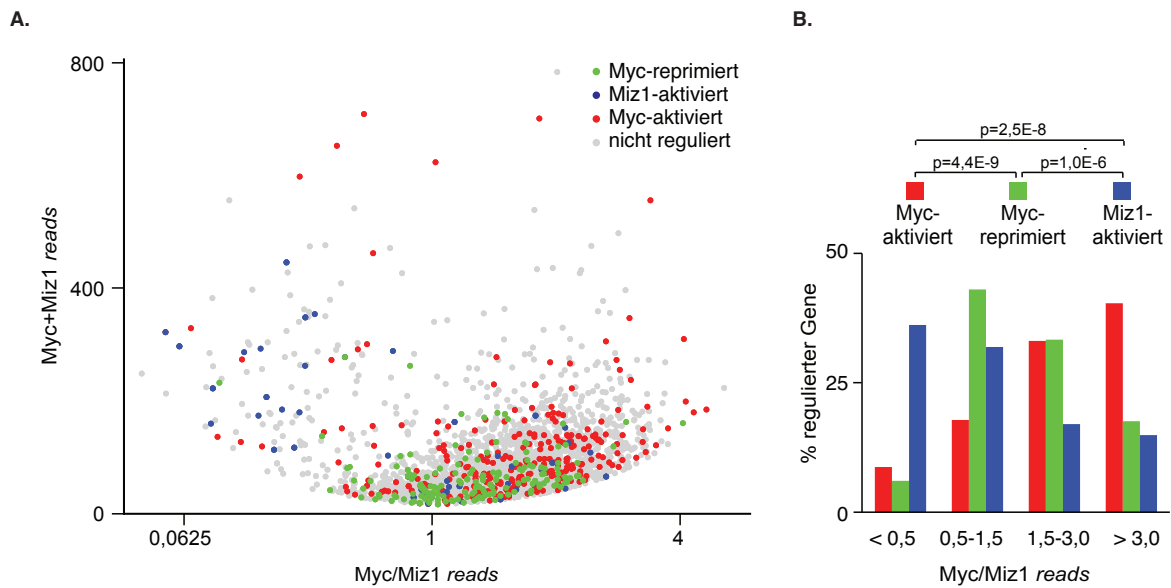 A.
800
400
0
Myc+Miz1 reads
Myc-reprimiert
Miz1-aktiviert
Myc-aktiviert
nicht reguliert
0,0625
1
4
Myc/Miz1 reads
B.
p=2,5E-8
p=4,4E-9
p=1,0E-6
Myc-
aktiviert
Myc-
reprimiert
Miz1-
aktiviert
50
25
0
% regulierter Gene
< 0,5
0,5-1,5
1,5-3,0
> 3,0
Myc/Miz1 reads